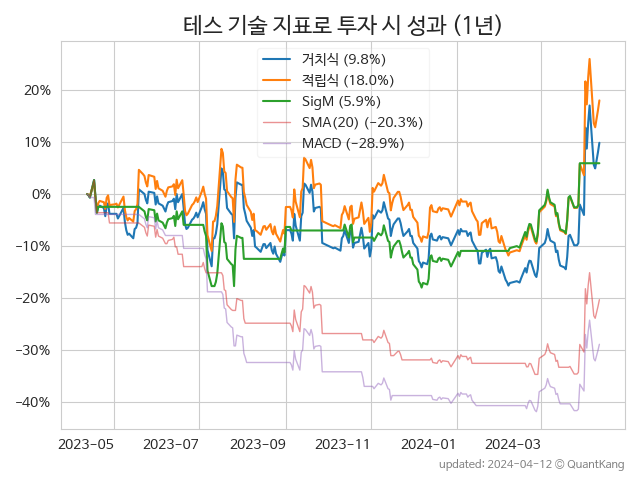 테스 기술 지표로 투자 시 성과 (1년)
거치식 (9.8%)
적립식 (18.0%)
SigM (5.9%)
SMA(20) (−20.3%)
MACD (−28.9%)
20%
10%
0%
−10%
−20%
−30%
−40%
2023-05 2023-07 2023-09 2023-11 2024-01 2024-03
updated: 2024-04-12 © QuantKang